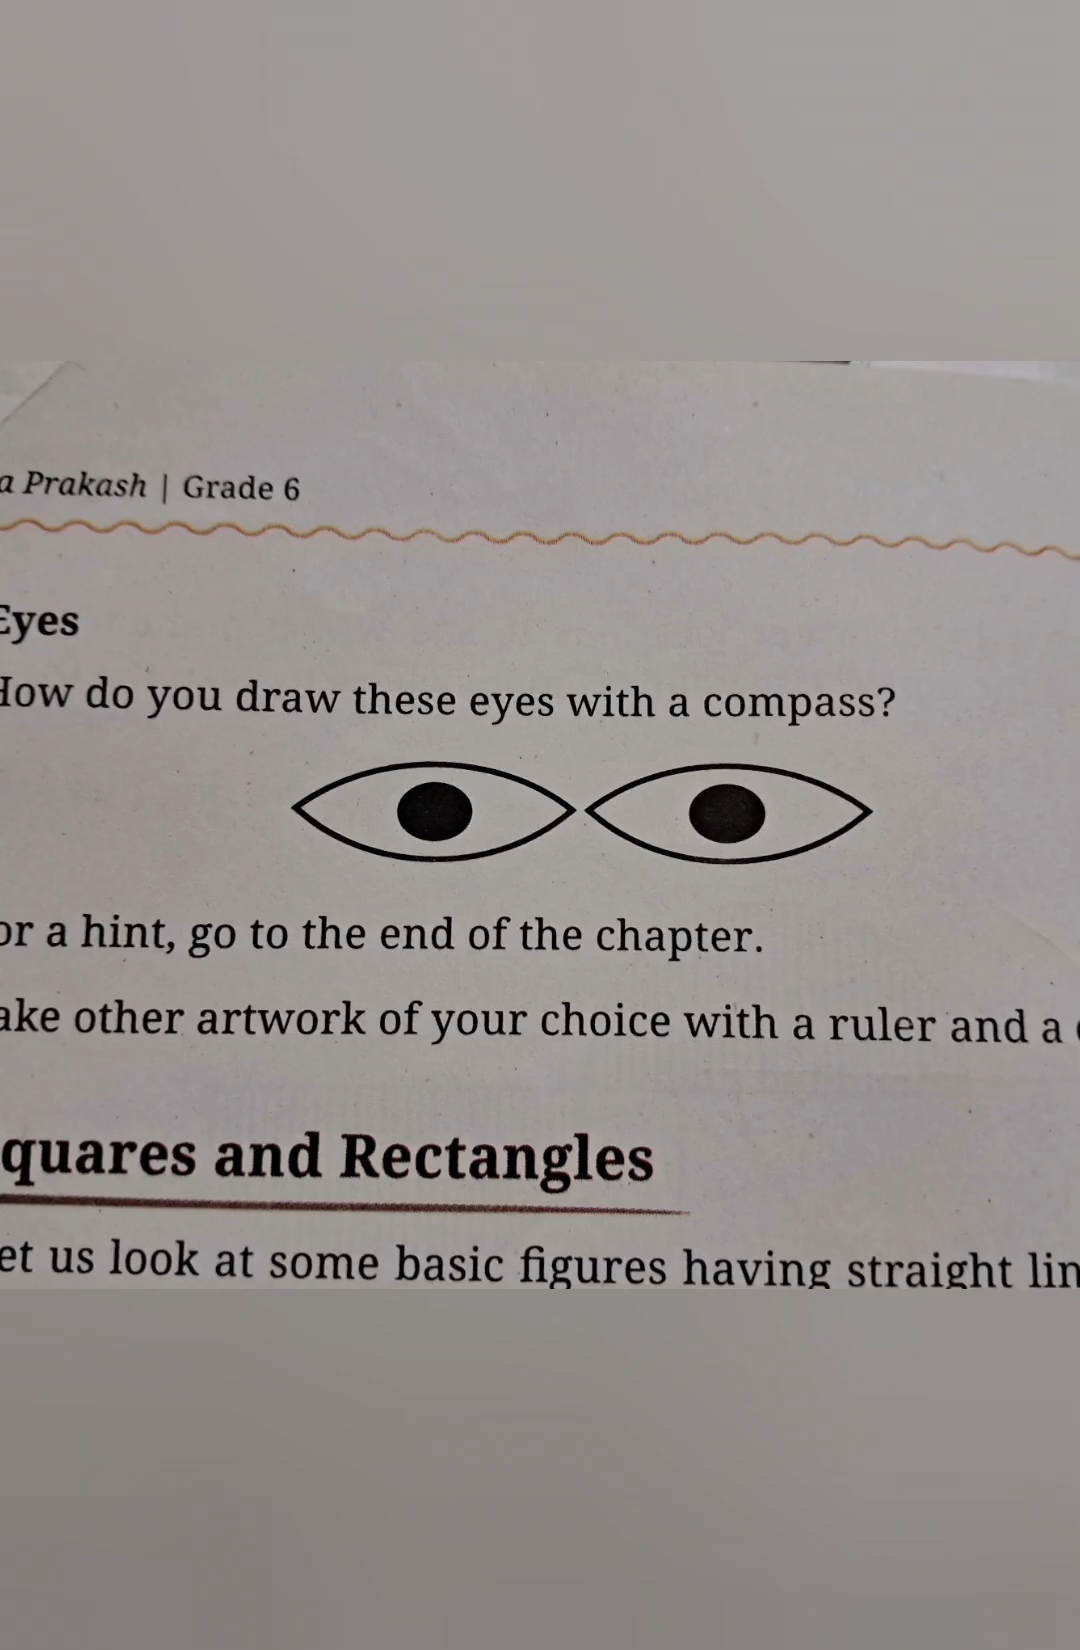 a Prakash | Grade 6
Eyes
How do you draw these eyes with a compass?
or a hint, go to the end of the chapter.
ake other artwork of your choice with a ruler and a
quares and Rectangles
et us look at some basic figures having straight lin